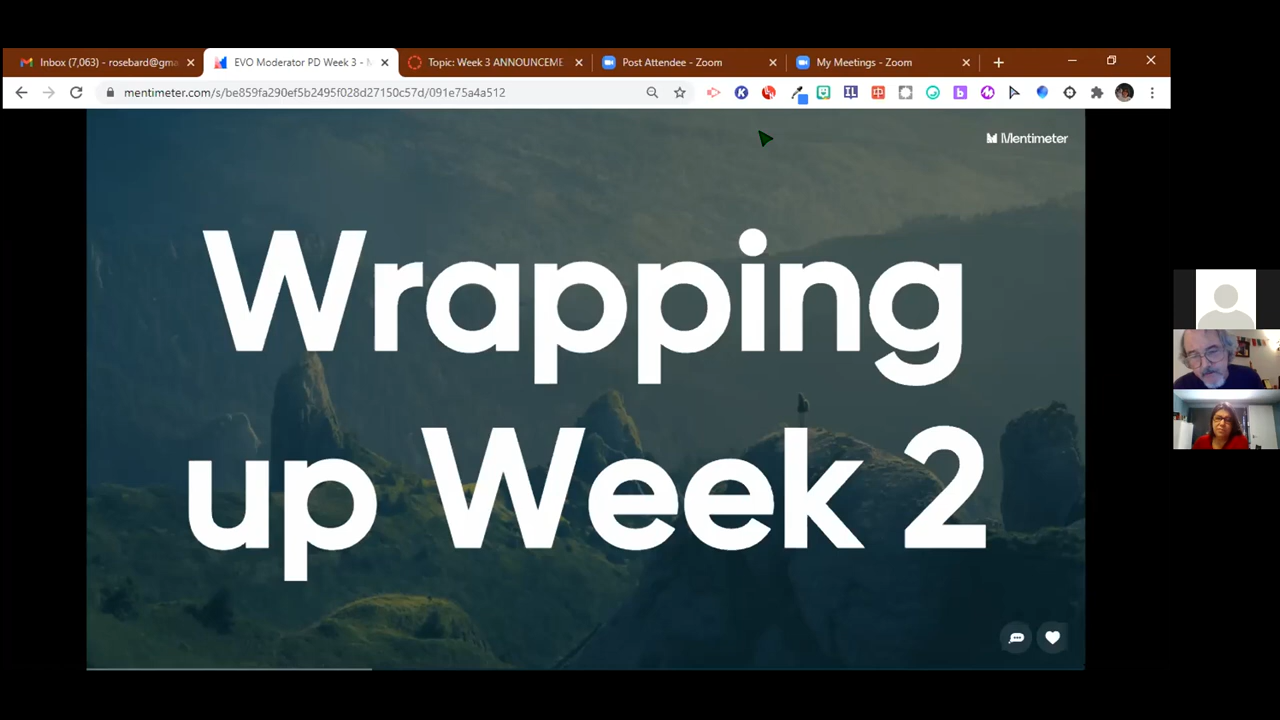 Inbox (7,063) - rosebard@gma
EVO Moderator PD Week 3 - M
Topic: Week 3 ANNOUNCEME
Post Attendee - Zoom
My Meetings - Zoom
mentimeter.com/s/be859fa290ef5b2495f028d27150c57d/091e75a4a512
Mentimeter
Wrapping
up Week 2